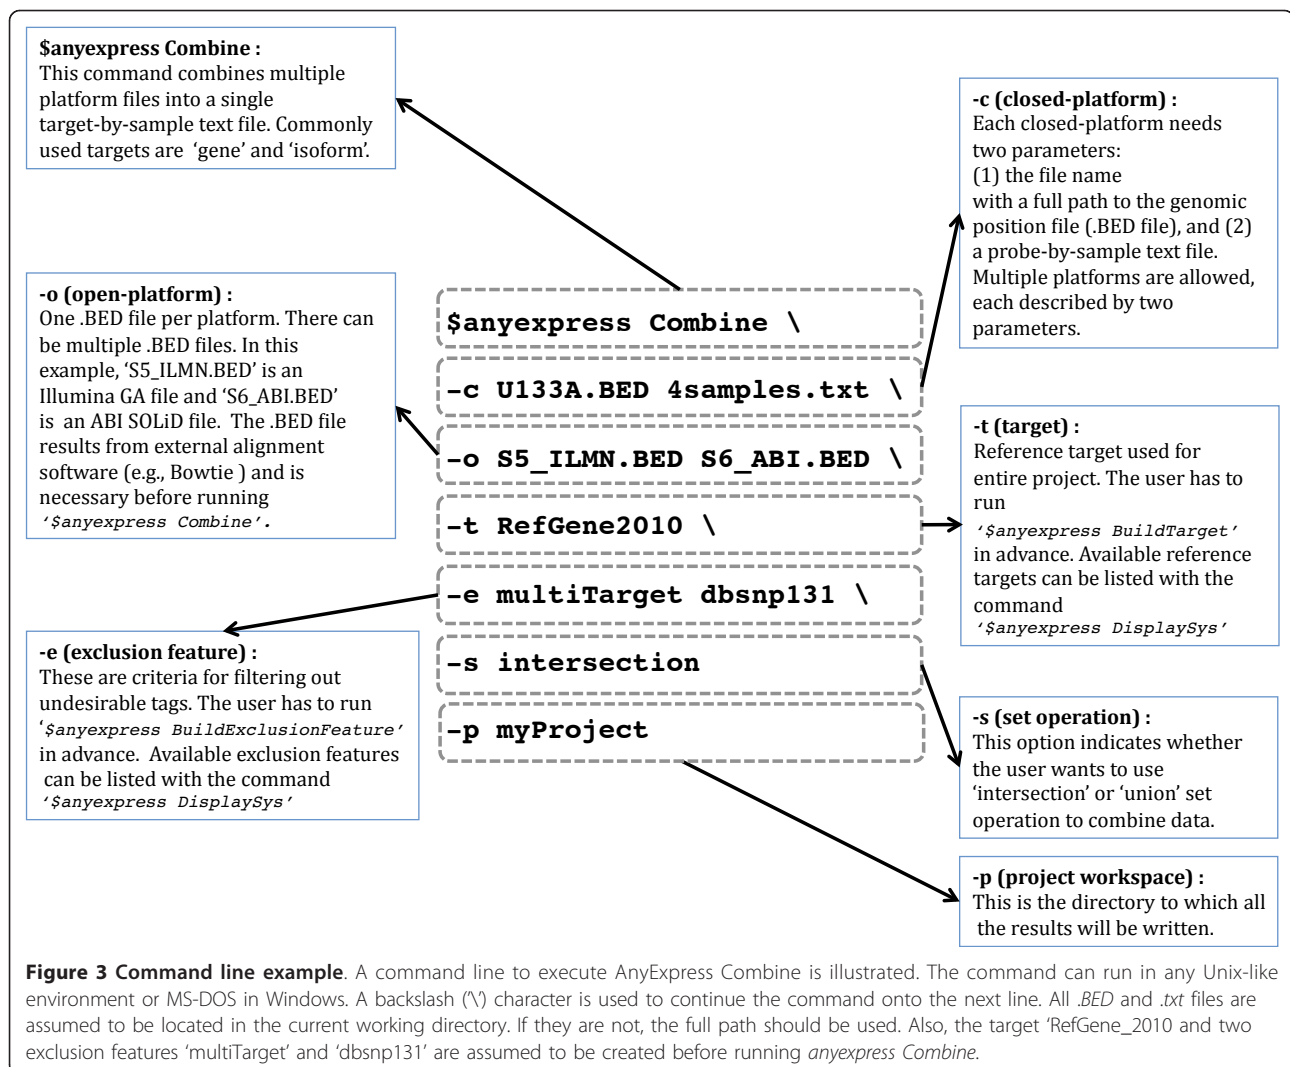 $anyexpress Combine :
This command combines multiple
platform files into a single
target-by-sample text file. Commonly
used targets are ‘gene’ and ‘isoform’.
-c (closed-platform) :
Each closed-platform needs
two parameters:
(1) the file name
with a full path to the genomic
position file (.BED file), and (2)
a probe-by-sample text file.
Multiple platforms are allowed,
each described by two
parameters.
-o (open-platform) :
One .BED file per platform. There can
be multiple .BED files. In this
example, ‘S5_ILMN.BED’ is an
Illumina GA file and ‘S6_ABI.BED’
is an ABI SOLiD file. The .BED file
results from external alignment
software (e.g., Bowtie ) and is
necessary before running
‘$anyexpress Combine’.
$anyexpress Combine \
-c U133A.BED 4samples.txt \
-o S5_ILMN.BED S6_ABI.BED \
-t RefGene2010 \
-e multiTarget dbsnp131 \
-s intersection
-p myProject
-t (target) :
Reference target used for
entire project. The user has to
run
‘$anyexpress BuildTarget’
in advance. Available reference
targets can be listed with the
command
‘$anyexpress DisplaySys’
-e (exclusion feature) :
These are criteria for filtering out
undesirable tags. The user has to run
‘$anyexpress BuildExclusionFeature’
in advance. Available exclusion features
can be listed with the command
‘$anyexpress DisplaySys’
-s (set operation) :
This option indicates whether
the user wants to use
‘intersection’ or ‘union’ set
operation to combine data.
-p (project workspace) :
This is the directory to which all
the results will be written.
Figure 3 Command line example. A command line to execute AnyExpress Combine is illustrated. The command can run in any Unix-like
environment or MS-DOS in Windows. A backslash (‘\’) character is used to continue the command onto the next line. All .BED and .txt files are
assumed to be located in the current working directory. If they are not, the full path should be used. Also, the target ‘RefGene_2010 and two
exclusion features ‘multiTarget’ and ‘dbsnp131’ are assumed to be created before running anyexpress Combine.